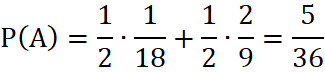 P(A) = 1/2 · 1/18 + 1/2 · 2/9 = 5/36